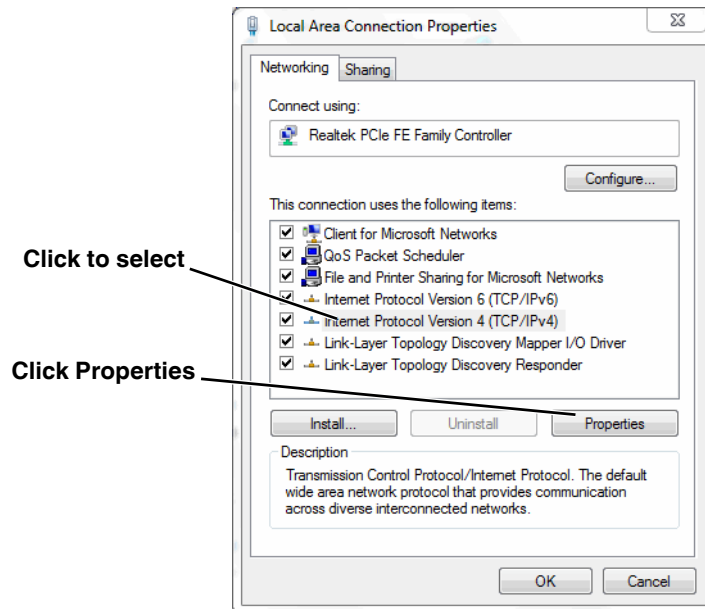 Local Area Connection Properties
Networking
Sharing
Connect using:
Realtek PCIe FE Family Controller
Configure...
This connection uses the following items:
Client for Microsoft Networks
QoS Packet Scheduler
Click to select
File and Printer Sharing for Microsoft Networks
Internet Protocol Version 6 (TCP/IPv6)
Internet Protocol Version 4 (TCP/IPv4)
Link-Layer Topology Discovery Mapper I/O Driver
Click Properties
Link-Layer Topology Discovery Responder
Install...
Uninstall
Properties
Description
Transmission Control Protocol/Internet Protocol. The default
wide area network protocol that provides communication
across diverse interconnected networks.
OK
Cancel